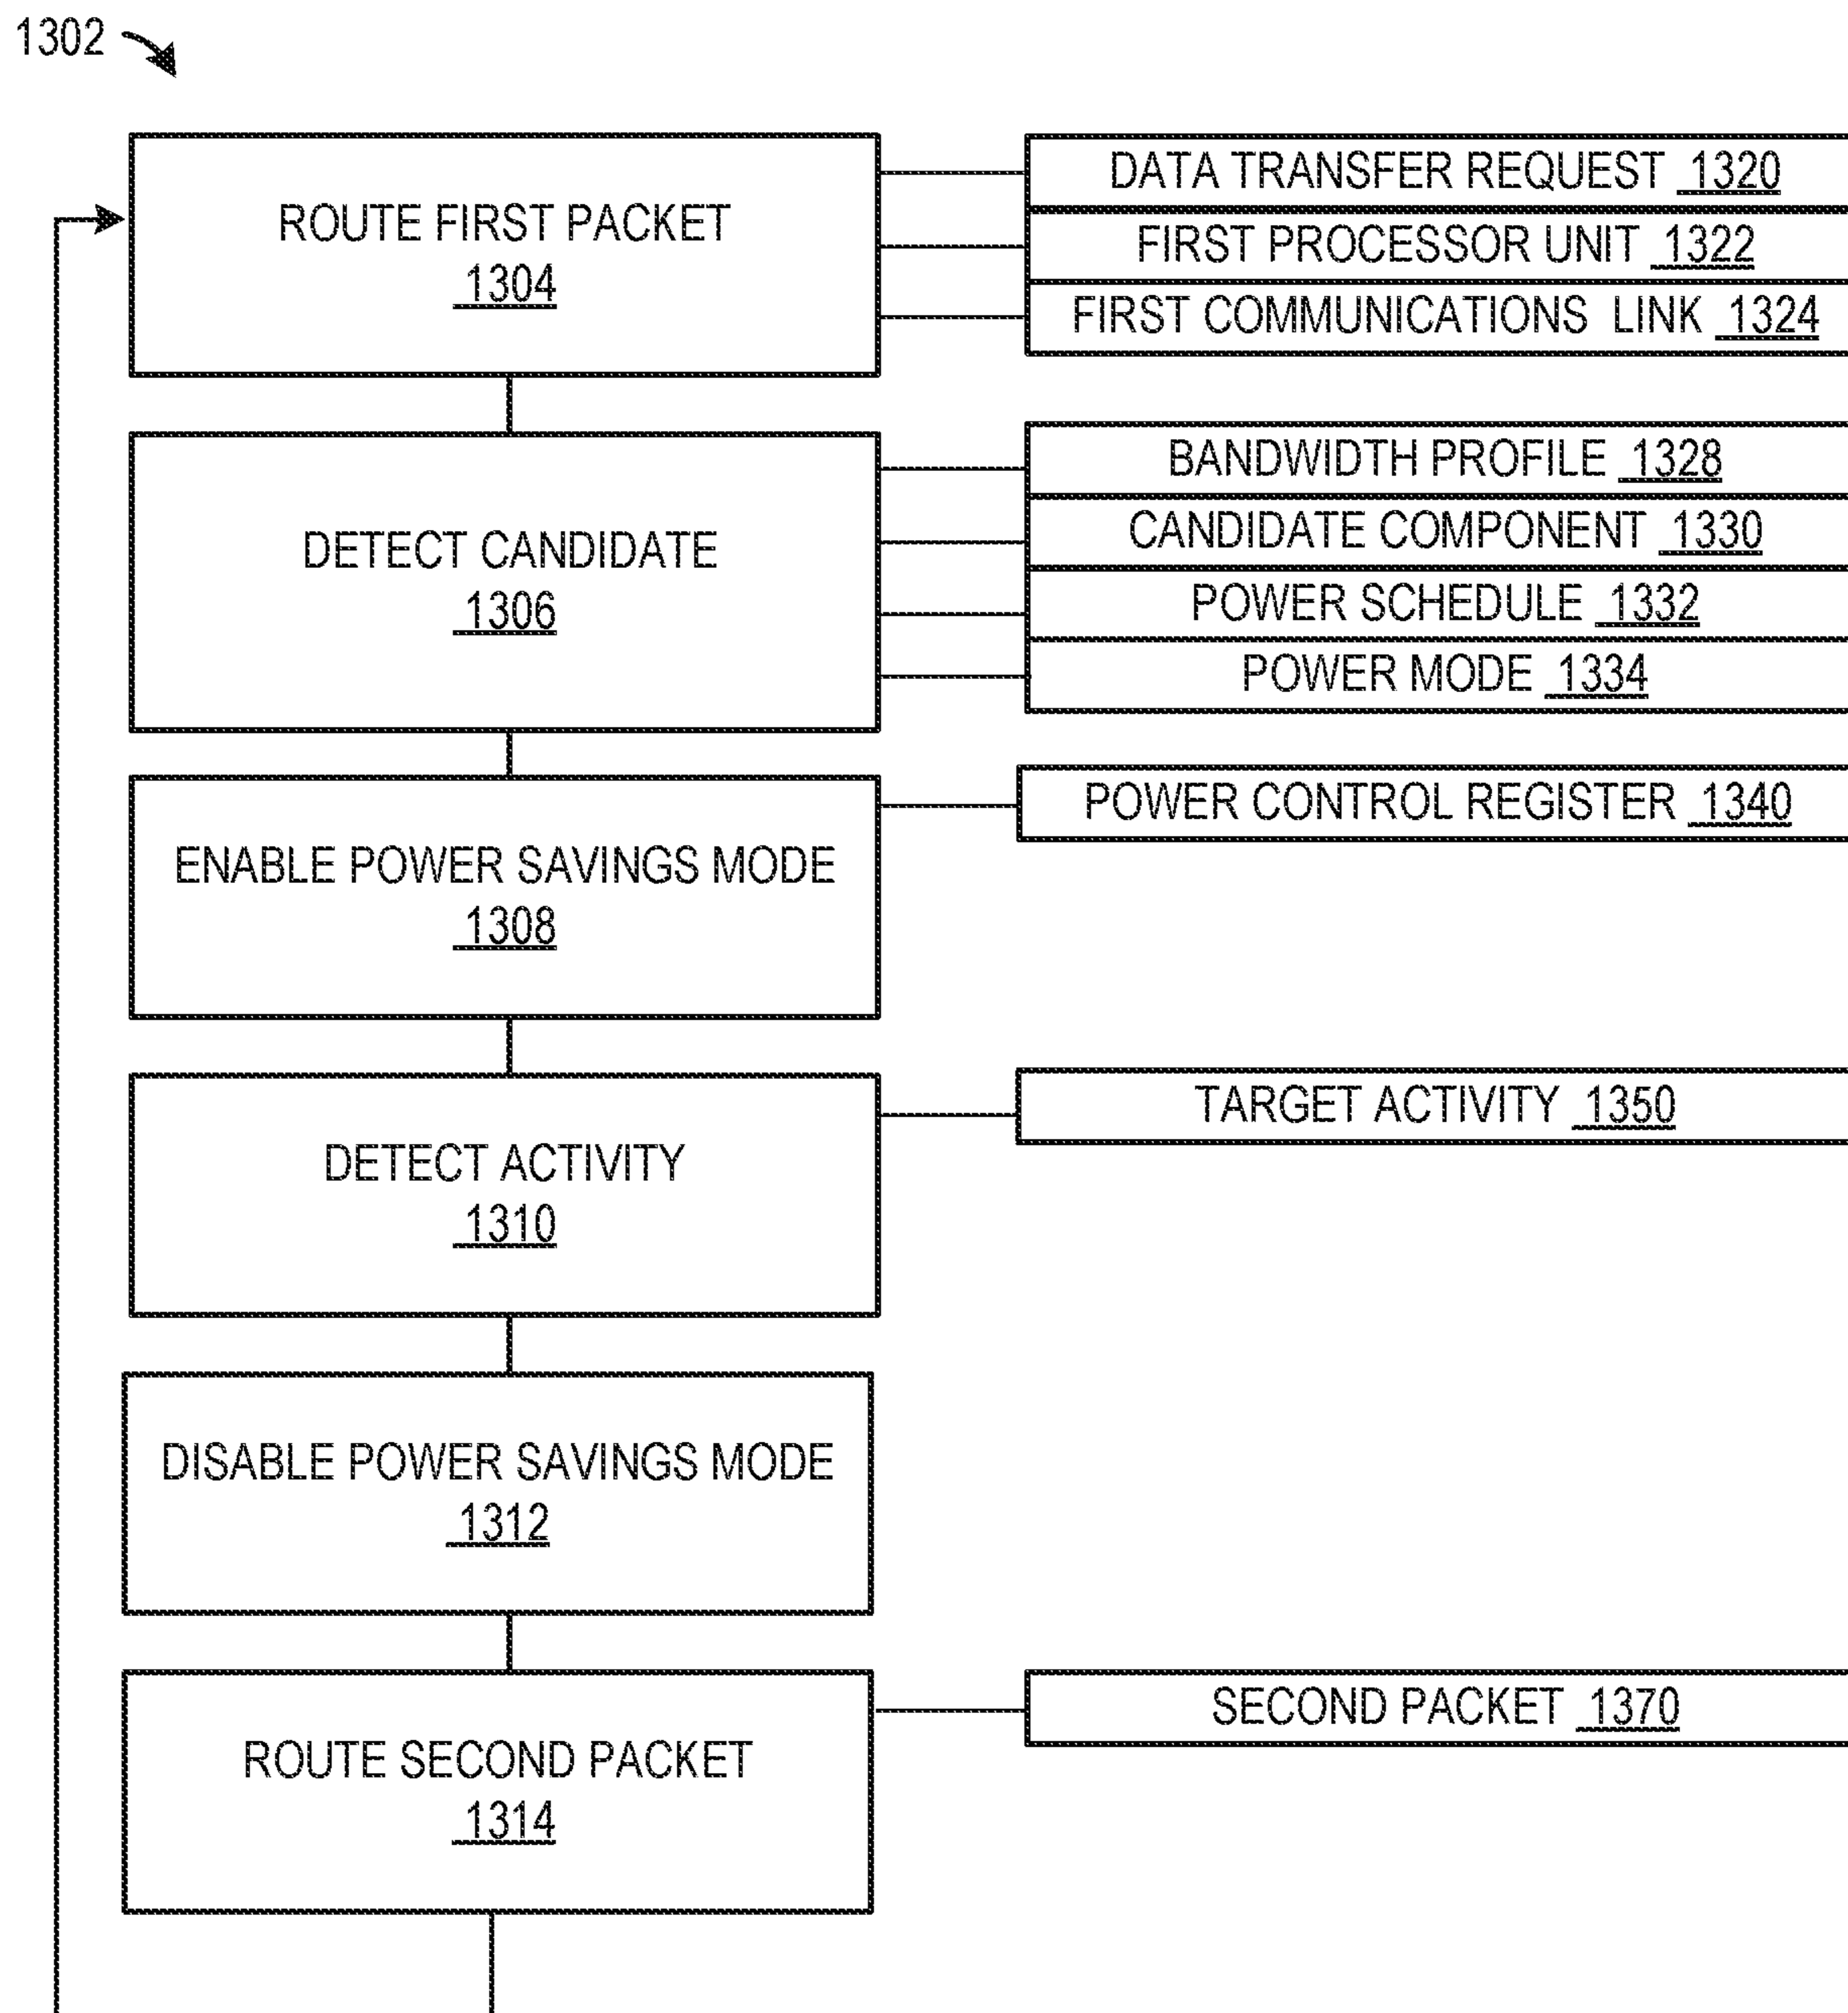 1302
ROUTE FIRST PACKET
1304
DATA TRANSFER REQUEST 1320
FIRST PROCESSOR UNIT 1322
FIRST COMMUNICATIONS LINK 1324
DETECT CANDIDATE
1306
BANDWIDTH PROFILE 1328
CANDIDATE COMPONENT 1330
POWER SCHEDULE 1332
POWER MODE 1334
ENABLE POWER SAVINGS MODE
1308
POWER CONTROL REGISTER 1340
DETECT ACTIVITY
1310
TARGET ACTIVITY 1350
DISABLE POWER SAVINGS MODE
1312
ROUTE SECOND PACKET
1314
SECOND PACKET 1370